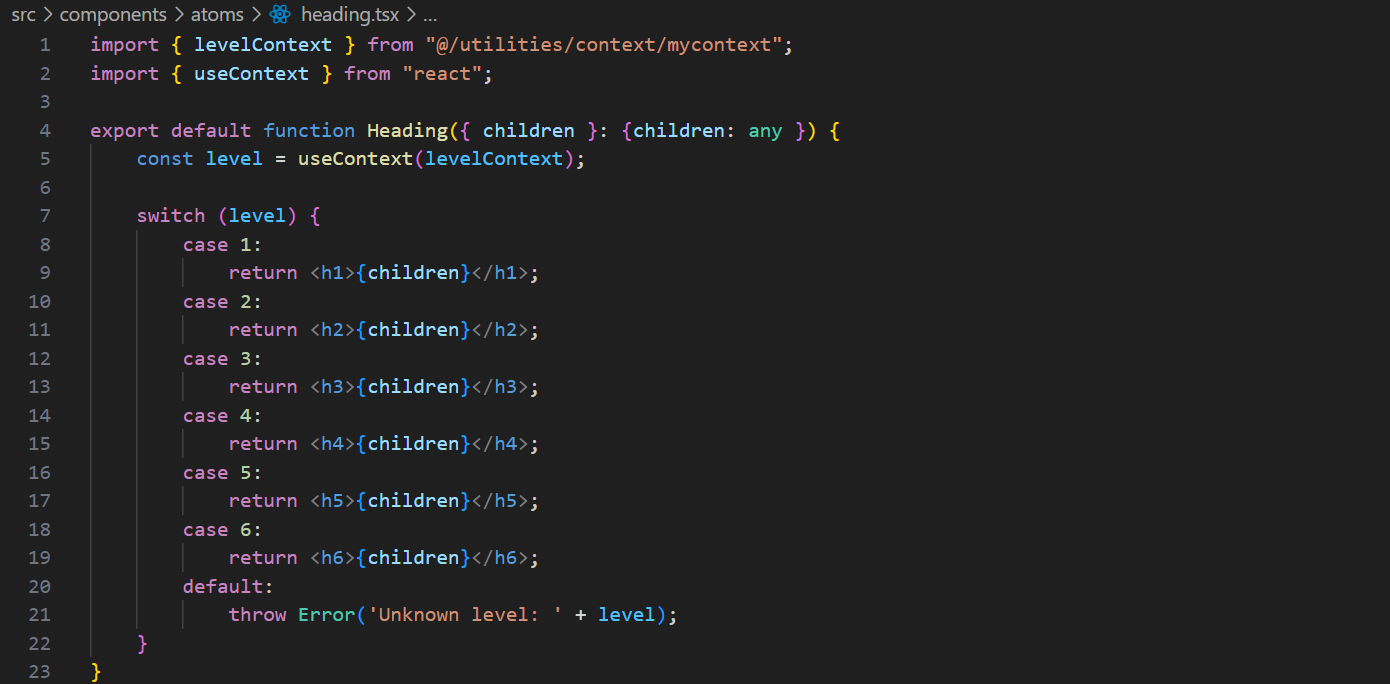 src > components > atoms > heading.tsx > ...
1 import { levelContext } from "@/utilities/context/mycontext";
2 import { useContext } from "react";
3
4 export default function Heading({ children }: {children: any }) {
5     const level = useContext(levelContext);
6
7     switch (level) {
8         case 1:
9             return <h1>{children}</h1>;
10         case 2:
11             return <h2>{children}</h2>;
12         case 3:
13             return <h3>{children}</h3>;
14         case 4:
15             return <h4>{children}</h4>;
16         case 5:
17             return <h5>{children}</h5>;
18         case 6:
19             return <h6>{children}</h6>;
20         default:
21             throw Error('Unknown level: ' + level);
22     }
23 }